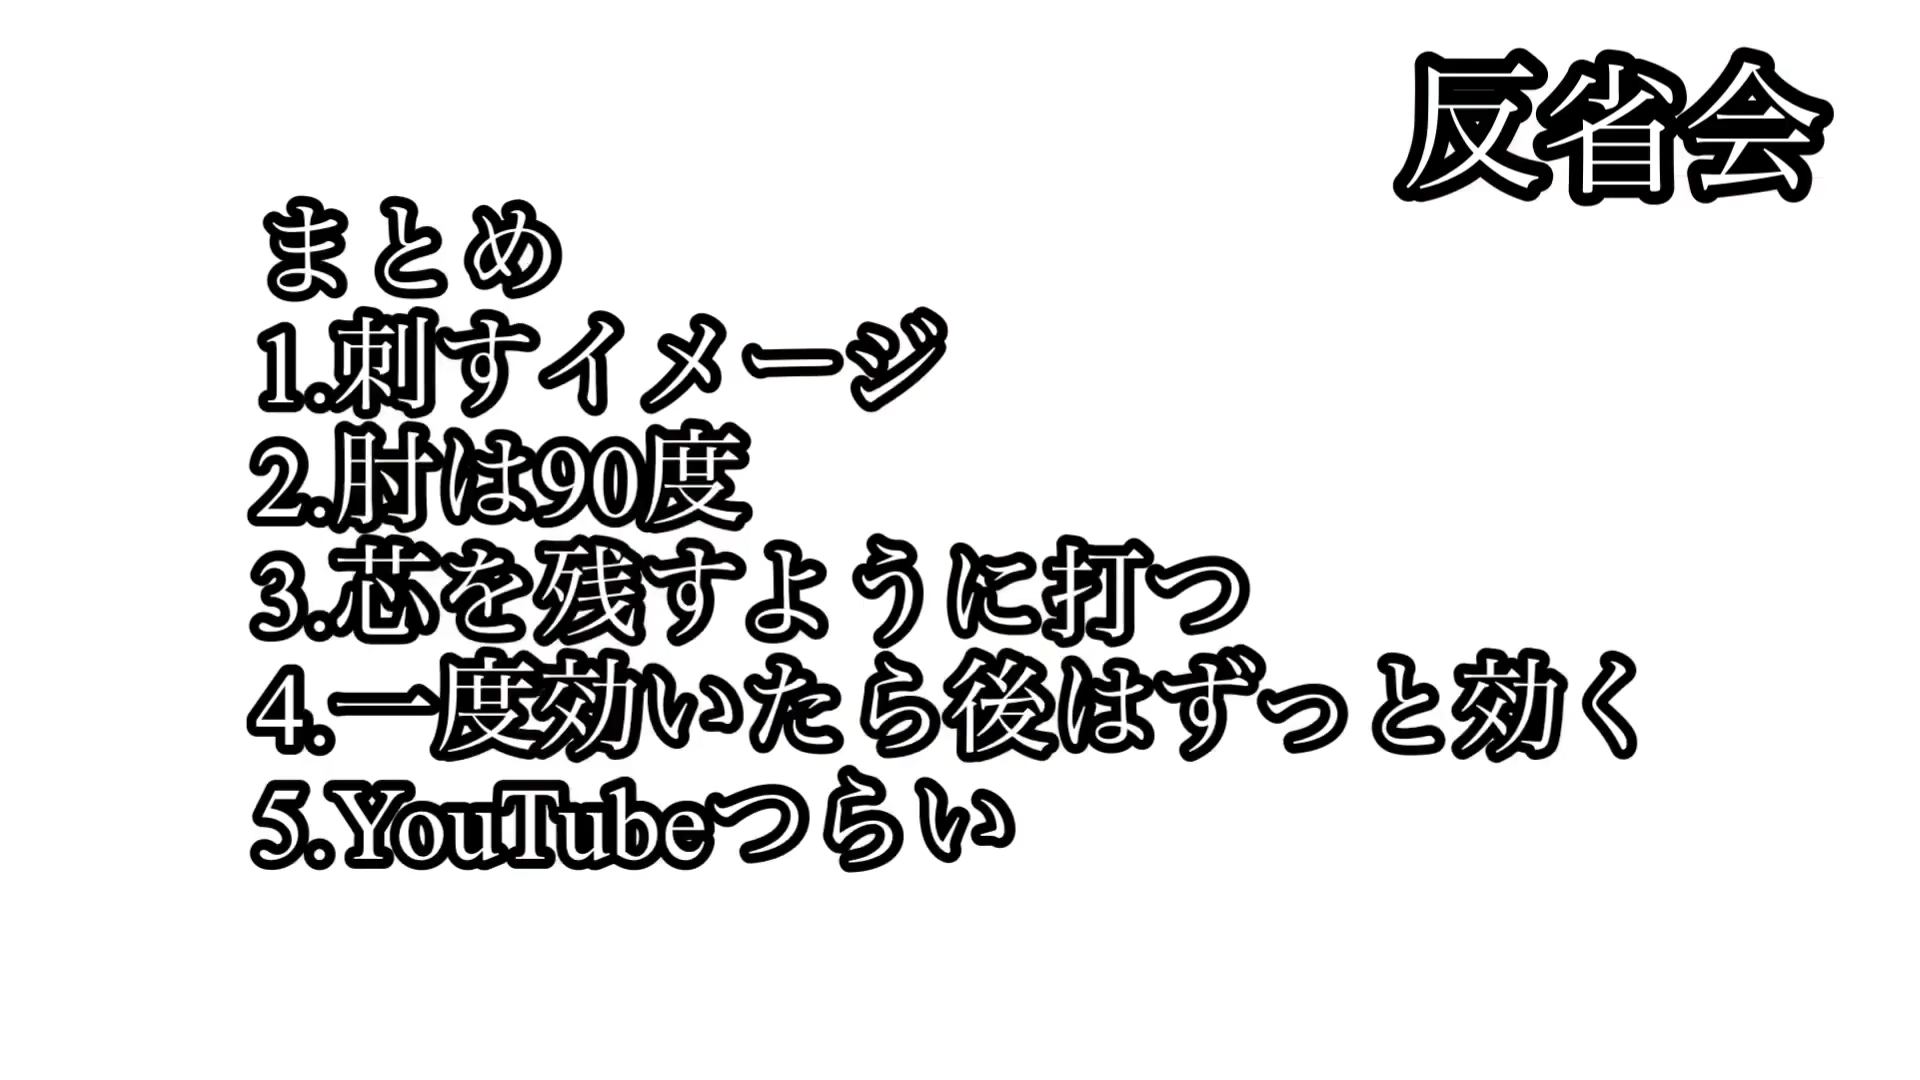 反省会
まとめ
1.刺すイメージ
2.肘は90度
3.芯を残すように打つ
4.一度効いたら後はずっと効く
5.YouTubeつらい